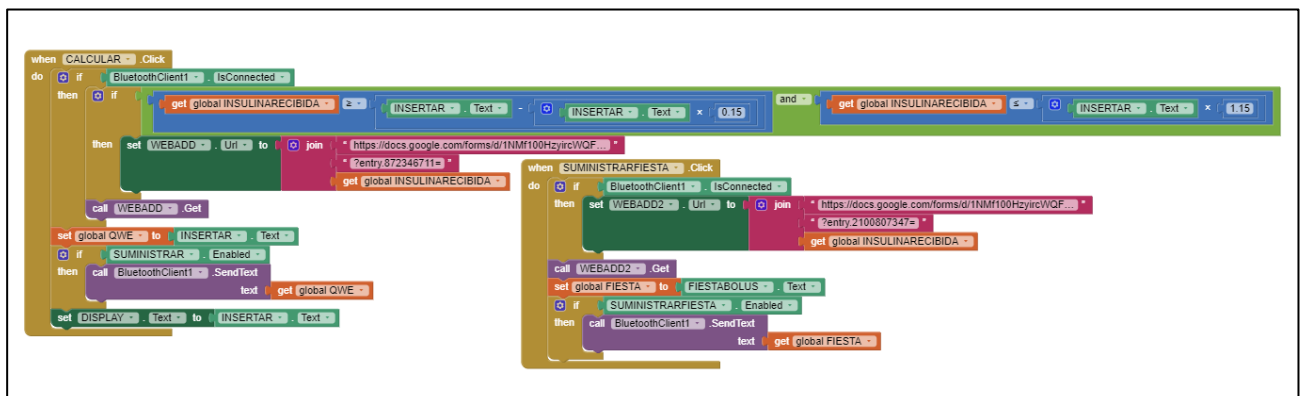 when CALCULAR .Click
do if BluetoothClient1 . IsConnected
then if get global INSULINARECIBIDA ≥ INSERTAR . Text - INSERTAR . Text × 0.15 and get global INSULINARECIBIDA ≤ INSERTAR . Text × 1.15
then set WEBADD . Url to join " https://docs.google.com/forms/d/1NMf100HzyircWQF... "
" ?entry.872346711= "
get global INSULINARECIBIDA
call WEBADD .Get
set global QWE to INSERTAR . Text
if SUMINISTRAR . Enabled
then call BluetoothClient1 .SendText
text get global QWE
set DISPLAY . Text to INSERTAR . Text
when SUMINISTRARFIESTA .Click
do if BluetoothClient1 . IsConnected
then set WEBADD2 . Url to join " https://docs.google.com/forms/d/1NMf100HzyircWQF... "
" ?entry.2100807347= "
get global INSULINARECIBIDA
call WEBADD2 .Get
set global FIESTA to FIESTABOLUS . Text
if SUMINISTRARFIESTA . Enabled
then call BluetoothClient1 .SendText
text get global FIESTA